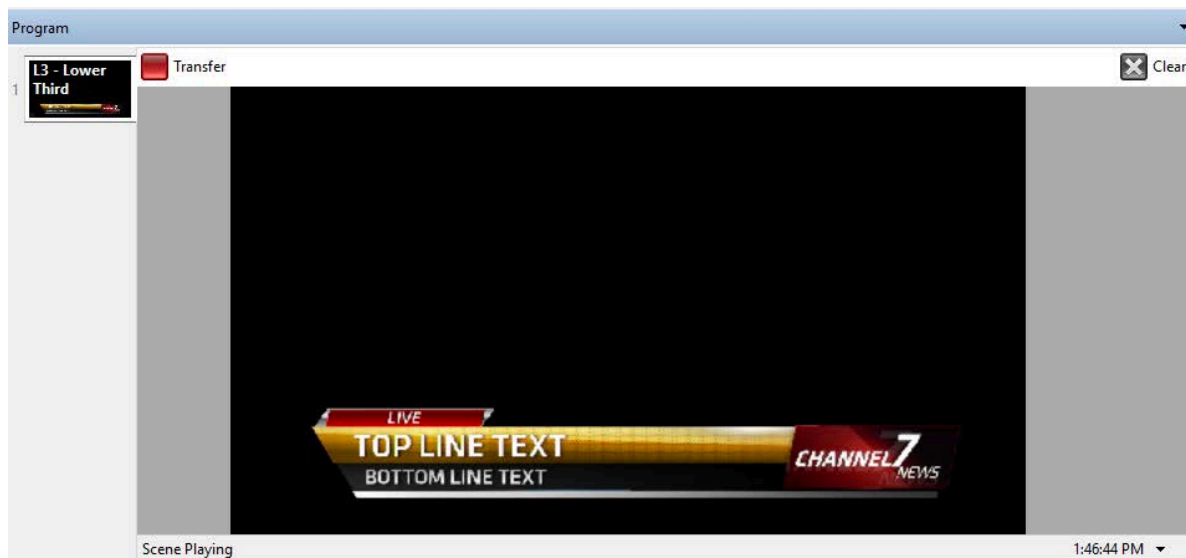 Program
1
L3 - Lower
Third
Transfer
Clear
LIVE
TOP LINE TEXT
BOTTOM LINE TEXT
CHANNEL 7
NEWS
Scene Playing
1:46:44 PM